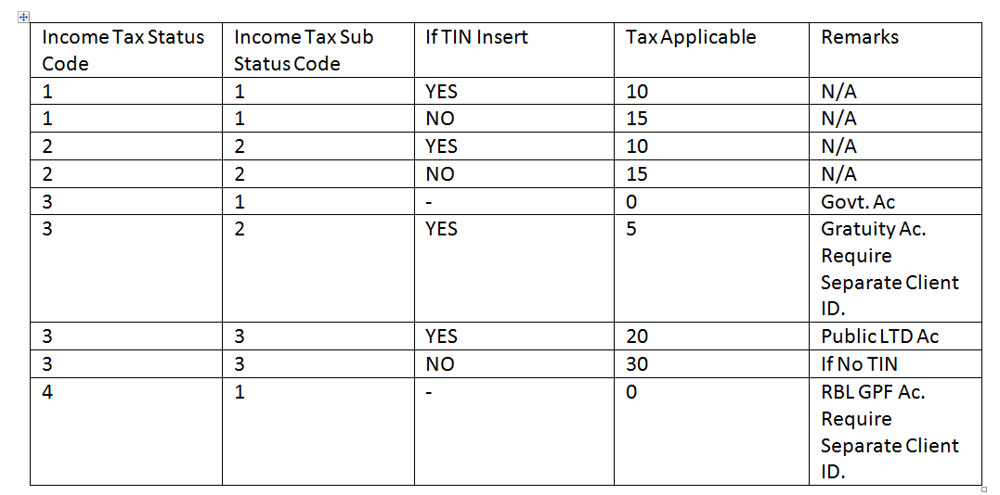 Income Tax Status Code Income Tax Sub Status Code If TIN Insert Tax Applicable Remarks
1 1 YES 10 N/A
1 1 NO 15 N/A
2 2 YES 10 N/A
2 2 NO 15 N/A
3 1 - 0 Govt. Ac
3 2 YES 5 Gratuity Ac.
Require
Separate Client
ID.
3 3 YES 20 Public LTD Ac
3 3 NO 30 If No TIN
4 1 - 0 RBL GPF Ac.
Require
Separate Client
ID.